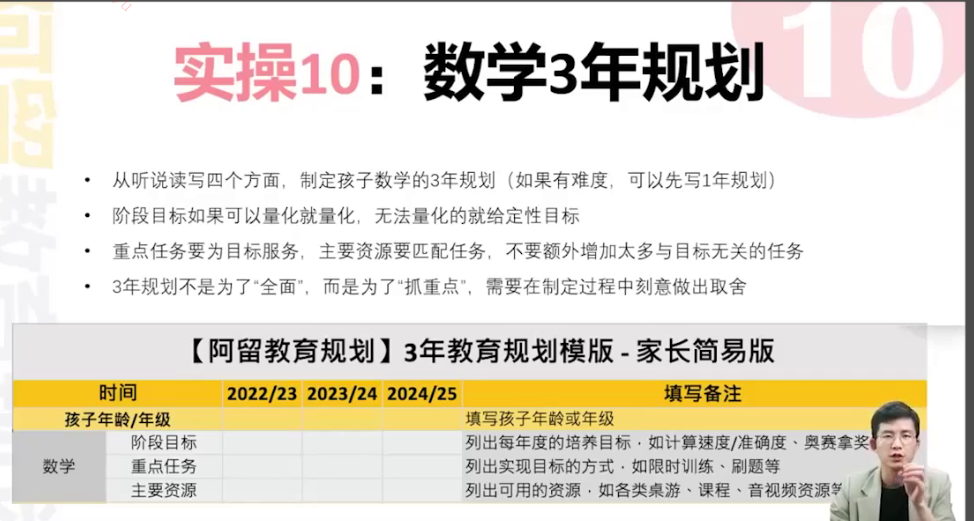 10
实操10：数学3年规划
• 从听说读写四个方面，制定孩子数学的3年规划（如果有难度，可以先写1年规划）
• 阶段目标如果可以量化就量化，无法量化的就给定性目标
• 重点任务要为目标服务，主要资源要匹配任务，不要额外增加太多与目标无关的任务
• 3年规划不是为了“全面”，而是为了“抓重点”，需要在制定过程中刻意做出取舍
【阿留教育规划】3年教育规划模版 - 家长简易版
时间 2022/23 2023/24 2024/25 填写备注
孩子年龄/年级 填写孩子年龄或年级
数学
阶段目标 列出每年度的培养目标，如计算速度/准确度、奥赛拿奖
重点任务 列出实现目标的方式，如限时训练、刷题等
主要资源 列出可用的资源，如各类桌游、课程、音视频资源等